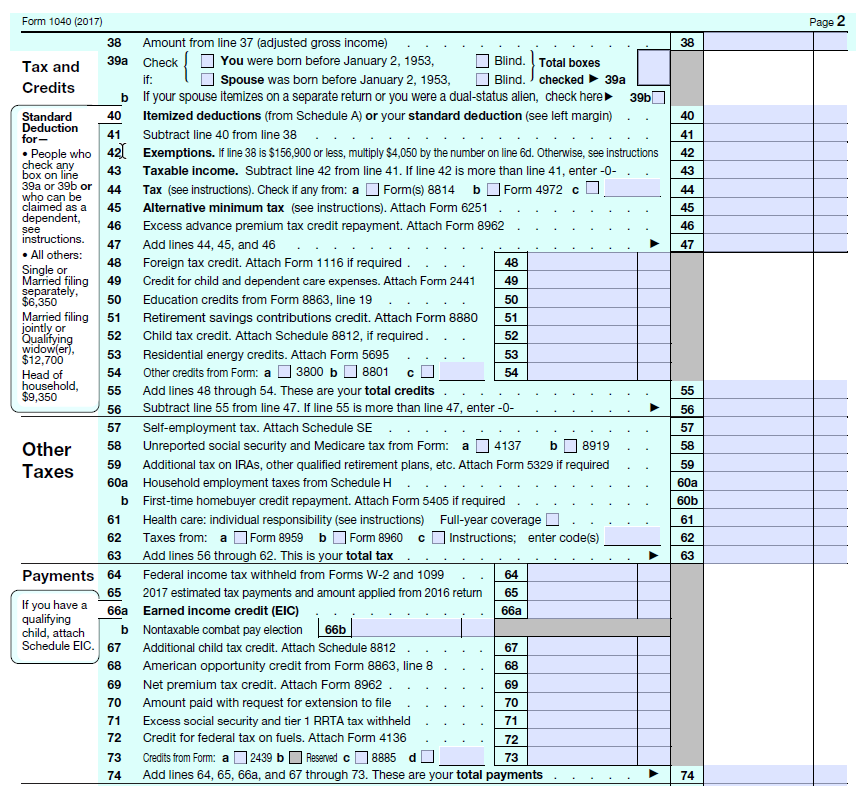 Form 1040 (2017) Page 2
38 Amount from line 37 (adjusted gross income) . . . . . . . . . . . . . 38
Tax and Credits
39a Check if: { You were born before January 2, 1953, Blind. } Total boxes
Spouse was born before January 2, 1953, Blind. checked ▶ 39a
b If your spouse itemizes on a separate return or you were a dual-status alien, check here ▶ 39b
Standard Deduction for—
• People who check any box on line 39a or 39b or who can be claimed as a dependent, see instructions.
• All others:
Single or Married filing separately, $6,350
Married filing jointly or Qualifying widow(er), $12,700
Head of household, $9,350
40 Itemized deductions (from Schedule A) or your standard deduction (see left margin) . . 40
41 Subtract line 40 from line 38 . . . . . . . . . . . . . . . . . . 41
42 Exemptions. If line 38 is $156,900 or less, multiply $4,050 by the number on line 6d. Otherwise, see instructions 42
43 Taxable income. Subtract line 42 from line 41. If line 42 is more than line 41, enter -0- . . 43
44 Tax (see instructions). Check if any from: a Form(s) 8814 b Form 4972 c 44
45 Alternative minimum tax (see instructions). Attach Form 6251 . . . . . . . . . 45
46 Excess advance premium tax credit repayment. Attach Form 8962 . . . . . . . . 46
47 Add lines 44, 45, and 46 . . . . . . . . . . . . . . . . . . ▶ 47
48 Foreign tax credit. Attach Form 1116 if required . . . . 48
49 Credit for child and dependent care expenses. Attach Form 2441 49
50 Education credits from Form 8863, line 19 . . . . . 50
51 Retirement savings contributions credit. Attach Form 8880 51
52 Child tax credit. Attach Schedule 8812, if required . . . 52
53 Residential energy credits. Attach Form 5695 . . . . 53
54 Other credits from Form: a 3800 b 8801 c 54
55 Add lines 48 through 54. These are your total credits . . . . . . . . . . . . 55
56 Subtract line 55 from line 47. If line 55 is more than line 47, enter -0- . . . . . . ▶ 56
Other Taxes
57 Self-employment tax. Attach Schedule SE . . . . . . . . . . . . . . . 57
58 Unreported social security and Medicare tax from Form: a 4137 b 8919 . . 58
59 Additional tax on IRAs, other qualified retirement plans, etc. Attach Form 5329 if required . . 59
60a Household employment taxes from Schedule H . . . . . . . . . . . . . . 60a
b First-time homebuyer credit repayment. Attach Form 5405 if required . . . . . . . . 60b
61 Health care: individual responsibility (see instructions) Full-year coverage . . . . . 61
62 Taxes from: a Form 8959 b Form 8960 c Instructions; enter code(s) 62
63 Add lines 56 through 62. This is your total tax . . . . . . . . . . . . . ▶ 63
Payments
If you have a qualifying child, attach Schedule EIC.
64 Federal income tax withheld from Forms W-2 and 1099 . . 64
65 2017 estimated tax payments and amount applied from 2016 return 65
66a Earned income credit (EIC) . . . . . . . . . . 66a
b Nontaxable combat pay election 66b
67 Additional child tax credit. Attach Schedule 8812 . . . . 67
68 American opportunity credit from Form 8863, line 8 . . . 68
69 Net premium tax credit. Attach Form 8962 . . . . . 69
70 Amount paid with request for extension to file . . . . 70
71 Excess social security and tier 1 RRTA tax withheld . . . . 71
72 Credit for federal tax on fuels. Attach Form 4136 . . . . 72
73 Credits from Form: a 2439 b Reserved c 8885 d 73
74 Add lines 64, 65, 66a, and 67 through 73. These are your total payments . . . . . ▶ 74